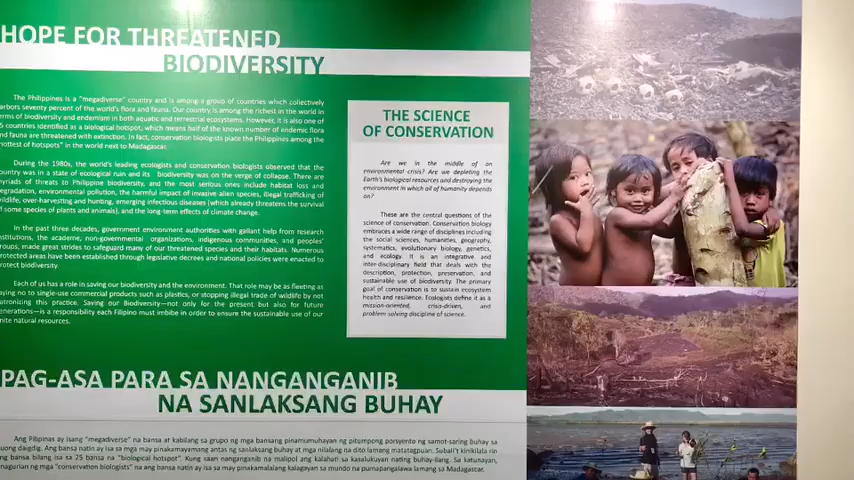 HOPE FOR THREATENED
BIODIVERSITY
The Philippines is a "megadiverse" country and is among a group of countries which collectively
harbors seventy percent of the world's flora and fauna. Our country is among the richest in the world in
terms of biodiversity and endemism in both aquatic and terrestrial ecosystems. However, it is also one of
25 countries identified as a biological hotspot, which means half of the known number of endemic flora
and fauna are threatened with extinction. In fact, conservation biologists place the Philippines among the
"hottest of hotspots" in the world next to Madagascar.
During the 1980s, the world's leading ecologists and conservation biologists observed that the
country was in a state of ecological ruin and its biodiversity was on the verge of collapse. There are
myriads of threats to Philippine biodiversity, and the most serious ones include habitat loss and
degradation, environmental pollution, the harmful impact of invasive alien species, illegal trafficking of
wildlife, over-harvesting and hunting, emerging infectious diseases (which already threatens the survival
of some species of plants and animals), and the long-term effects of climate change.
In the past three decades, government environment authorities with gallant help from research
institutions, the academe, non-governmental organizations, indigenous communities, and peoples'
groups, made great strides to safeguard many of our threatened species and their habitats. Numerous
protected areas have been established through legislative decrees and national policies were enacted to
protect biodiversity.
Each of us has a role in saving our biodiversity and the environment. That role may be as fleeting as
saying no to single-use commercial products such as plastics, or stopping illegal trade of wildlife by not
patronising this practice. Saving our Biodiversity—not only for the present but also for future
generations—is a responsibility each Filipino must imbibe in order to ensure the sustainable use of our
finite natural resources.
THE SCIENCE
OF CONSERVATION
Are we in the middle of an
environmental crisis? Are we depleting the
Earth's biological resources and destroying the
environment in which all of humanity depends
on?
These are the central questions of the
science of conservation. Conservation biology
embraces a wide range of disciplines including
the social sciences, humanities, geography,
systematics, evolutionary biology, genetics,
and ecology. It is an integrative and
inter-disciplinary field that deals with the
description, protection, preservation, and
sustainable use of biodiversity. The primary
goal of conservation is to sustain ecosystem
health and resilience. Ecologists define it as a
mission-oriented, crisis-driven, and
problem-solving discipline of science.
PAG-ASA PARA SA NANGANGANIB
NA SANLAKSANG BUHAY
Ang Pilipinas ay isang "megadiverse" na bansa at kabilang sa grupo ng mga bansang pinamumuhayan ng pitumpong porsyento ng samot-saring buhay sa
buong daigdig. Ang bansa natin ay isa sa mga may pinakamayamang antas ng sanlaksang buhay at mga nilalang na dito lamang matatagpuan. Subali't kinikilala rin
ang bansa bilang isa sa 25 bansa na "biological hotspot". Kung saan nanganganib na malipol ang kalahati sa kasalukuyan nating buhay-ilang. Sa katunayan,
ng mga "conservation biologists" na ang bansa natin ay isa sa may pinakamalalang kalagayan sa mundo na pumapangalawa lamang sa Madagascar.